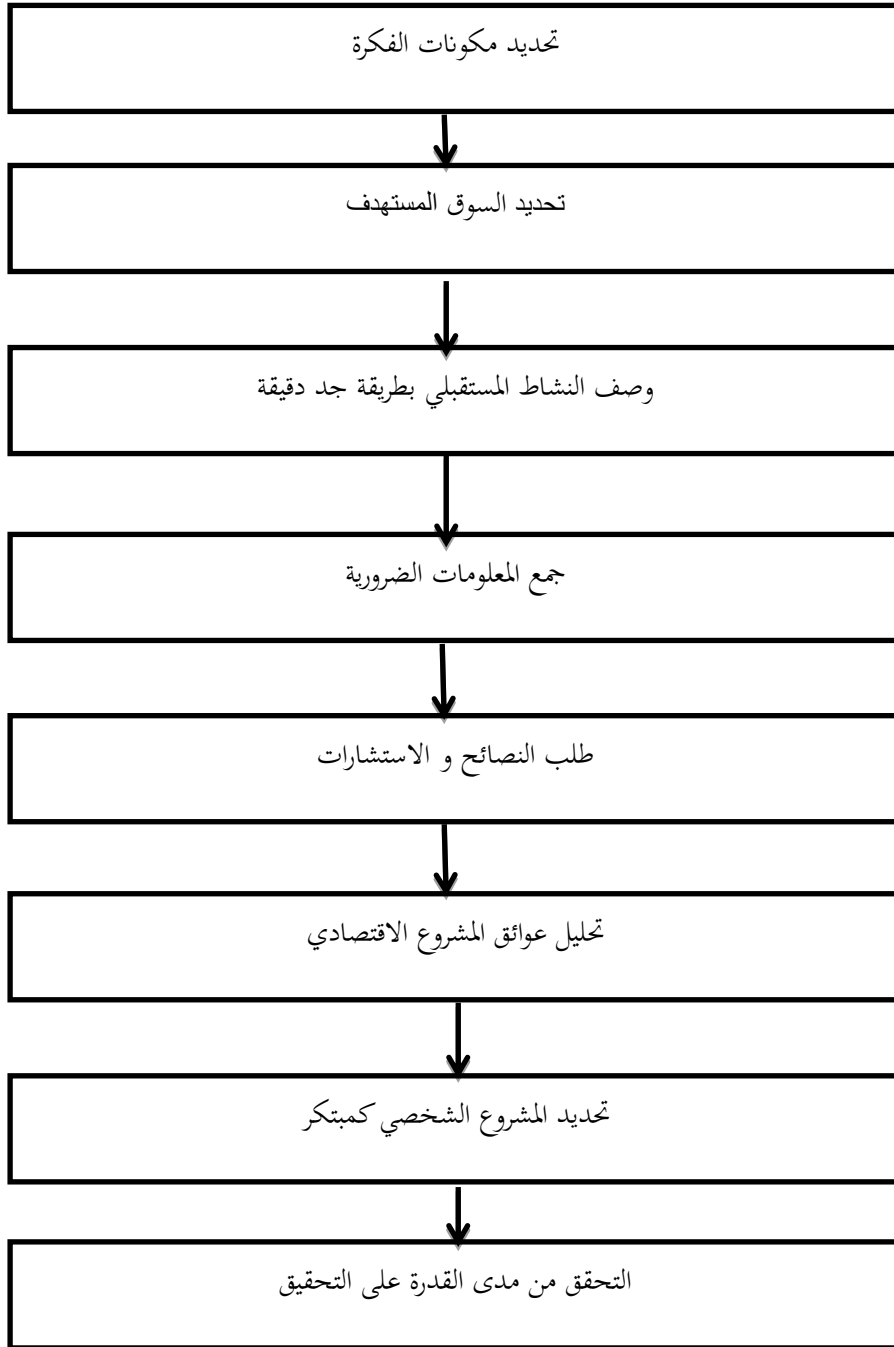 تحديد مكونات الفكرة
تحديد السوق المستهدف
وصف النشاط المستقبلي بطريقة جد دقيقة
جمع المعلومات الضرورية
طلب النصائح و الاستشارات
تحليل عوائق المشروع الاقتصادي
تحديد المشروع الشخصي كمبتكر
التحقق من مدى القدرة على التحقيق